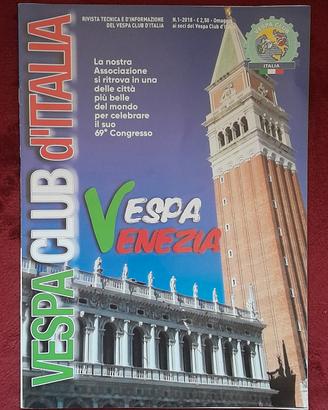 RIVISTA TECNICA E D'INFORMAZIONE
DEL VESPA CLUB D'ITALIA
N.1-2018 - € 2,50 - Omaggio
ai soci del Vespa Club d'It
ITALIA
La nostra
Associazione
si ritrova in una
delle città
più belle
del mondo
per celebrare
il suo
69° Congresso
VESPA
VENEZIA
VESPA CLUB d'ITALIA